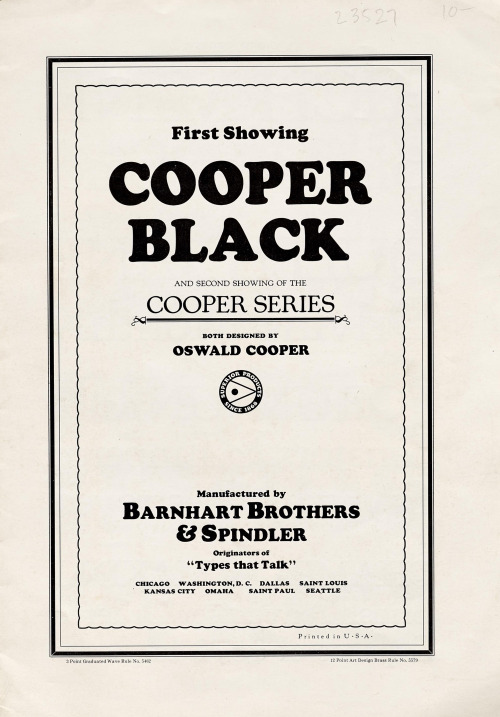 23527 10-
First Showing
COOPER
BLACK
AND SECOND SHOWING OF THE
COOPER SERIES
BOTH DESIGNED BY
OSWALD COOPER
SUPERIOR PRODUCTS
SINCE 1868
Manufactured by
BARNHART BROTHERS
& SPINDLER
Originators of
“Types that Talk”
CHICAGO WASHINGTON, D. C. DALLAS SAINT LOUIS
KANSAS CITY OMAHA SAINT PAUL SEATTLE
Printed in U·S·A·
3 Point Graduated Wave Rule No. 5402 12 Point Art Design Brass Rule No. 5579